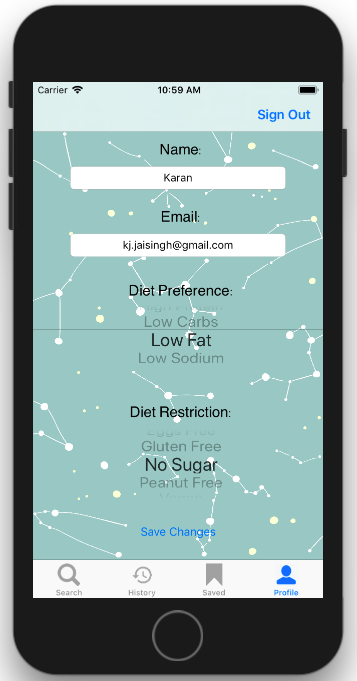 Carrier 10:59 AM
Sign Out
Name:
Karan
Email:
kj.jaisingh@gmail.com
Diet Preference:
Low Carbs
Low Fat
Low Sodium
Diet Restriction:
Gluten Free
No Sugar
Peanut Free
Save Changes
Search History Saved Profile